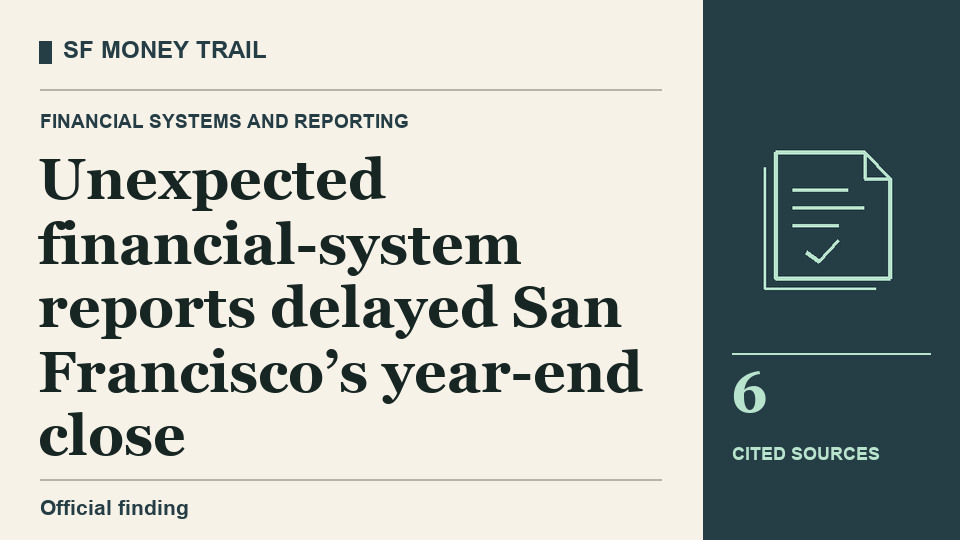 SF MONEY TRAIL
FINANCIAL SYSTEMS AND REPORTING
Unexpected
financial-system
reports delayed San
Francisco’s year-end
close
Official finding
6
CITED SOURCES